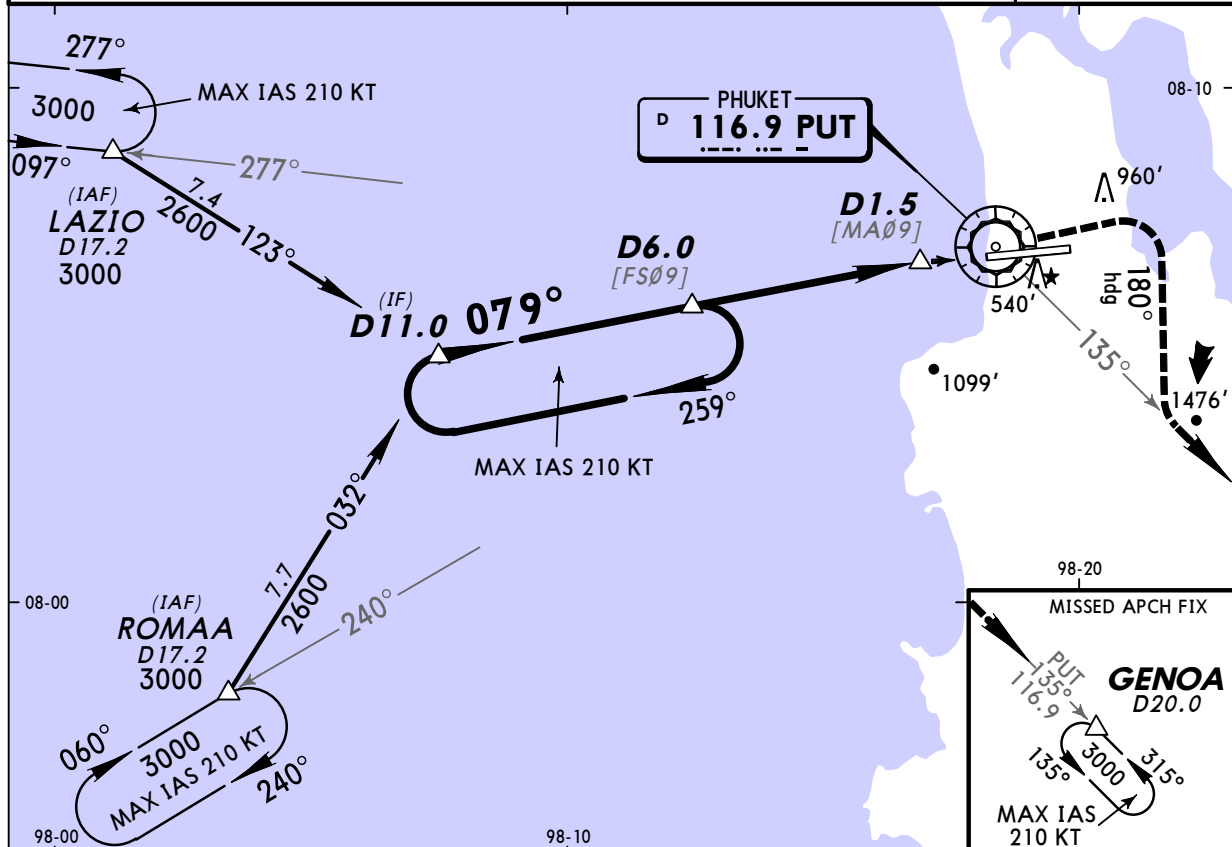 277°
3000
MAX IAS 210 KT
097°
277°
(IAF)
LAZIO
D17.2
3000
7.4
2600
123°
PHUKET
D 116.9 PUT
08-10
960'
D1.5
[MAØ9]
D6.0
[FSØ9]
(IF)
D11.0
079°
540'
180°
hdg
135°
1099'
1476'
259°
MAX IAS 210 KT
032°
7.7
2600
240°
08-00
(IAF)
ROMAA
D17.2
3000
060°
3000
MAX IAS 210 KT
240°
98-00
98-10
98-20
MISSED APCH FIX
PUT
135°
116.9
GENOA
D20.0
135°
3000
315°
MAX IAS
210 KT